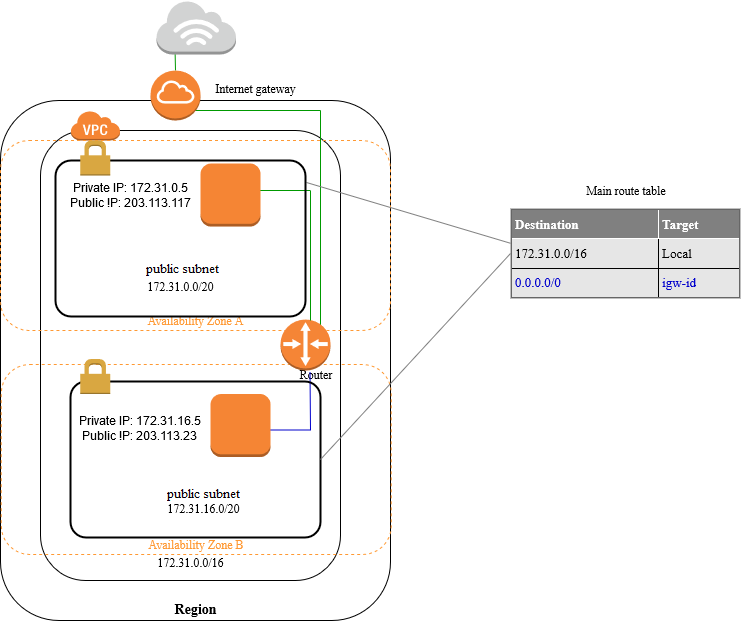 Internet gateway
VPC
Private IP: 172.31.0.5
Public !P: 203.113.117
public subnet
172.31.0.0/20
Availability Zone A
Router
Private IP: 172.31.16.5
Public !P: 203.113.23
public subnet
172.31.16.0/20
Availability Zone B
172.31.0.0/16
Region
Main route table
Destination Target
172.31.0.0/16 Local
0.0.0.0/0 igw-id